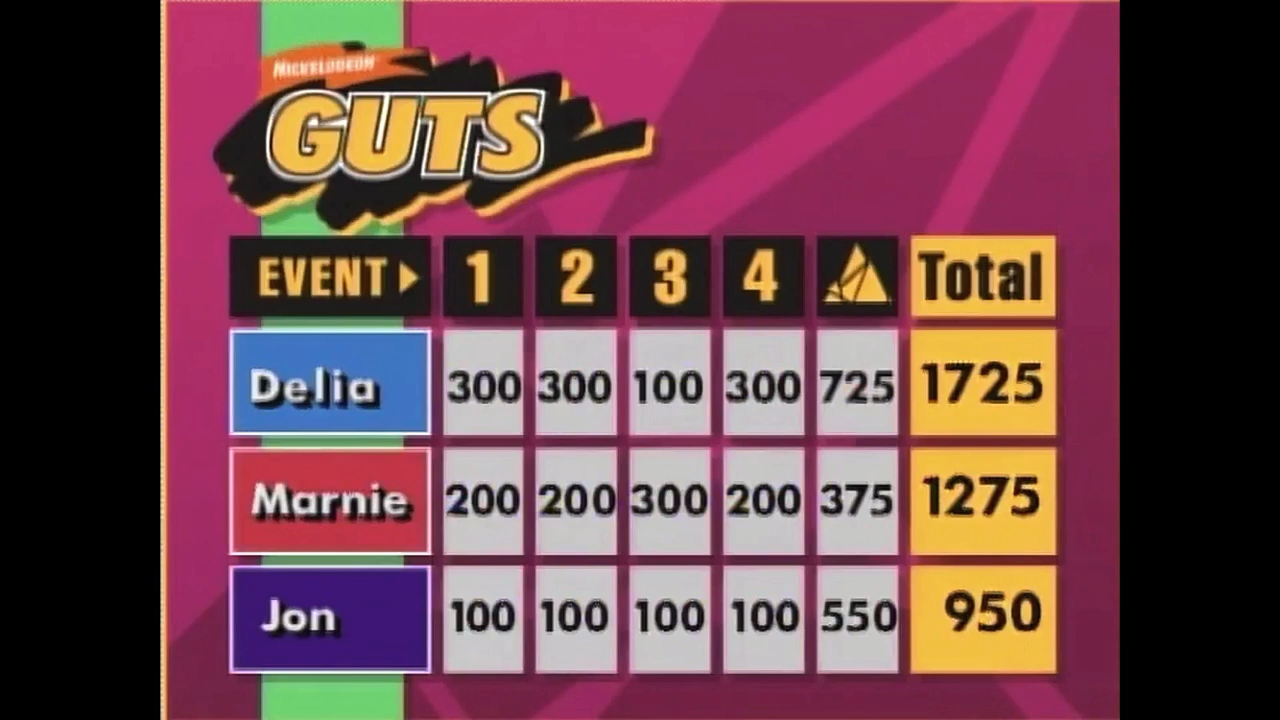 NICKELODEON
GUTS
EVENT 1 2 3 4 Total
Delia 300 300 100 300 725 1725
Marnie 200 200 300 200 375 1275
Jon 100 100 100 100 550 950